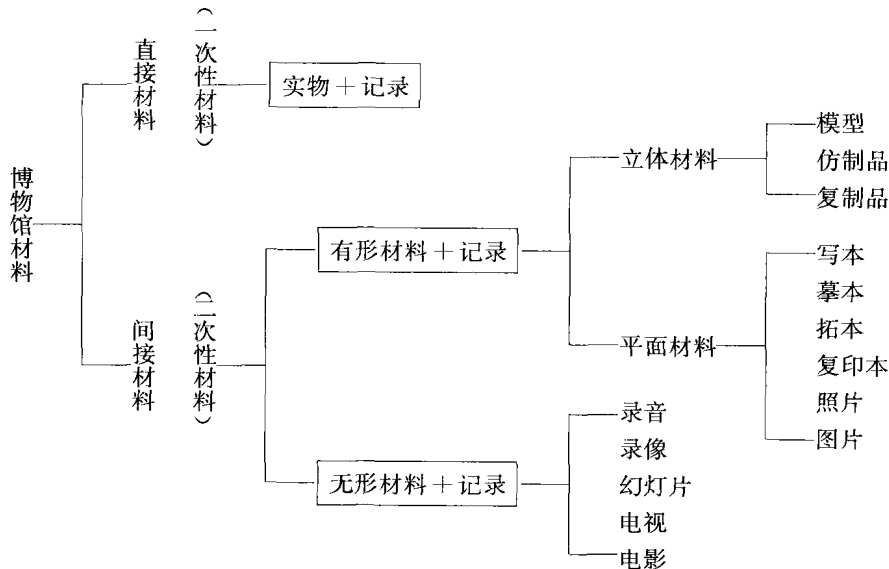 博物馆材料
直接材料
（一次性材料）
实物＋记录
间接材料
（二次性材料）
有形材料＋记录
立体材料
模型
仿制品
复制品
平面材料
写本
摹本
拓本
复印本
照片
图片
无形材料＋记录
录音
录像
幻灯片
电视
电影